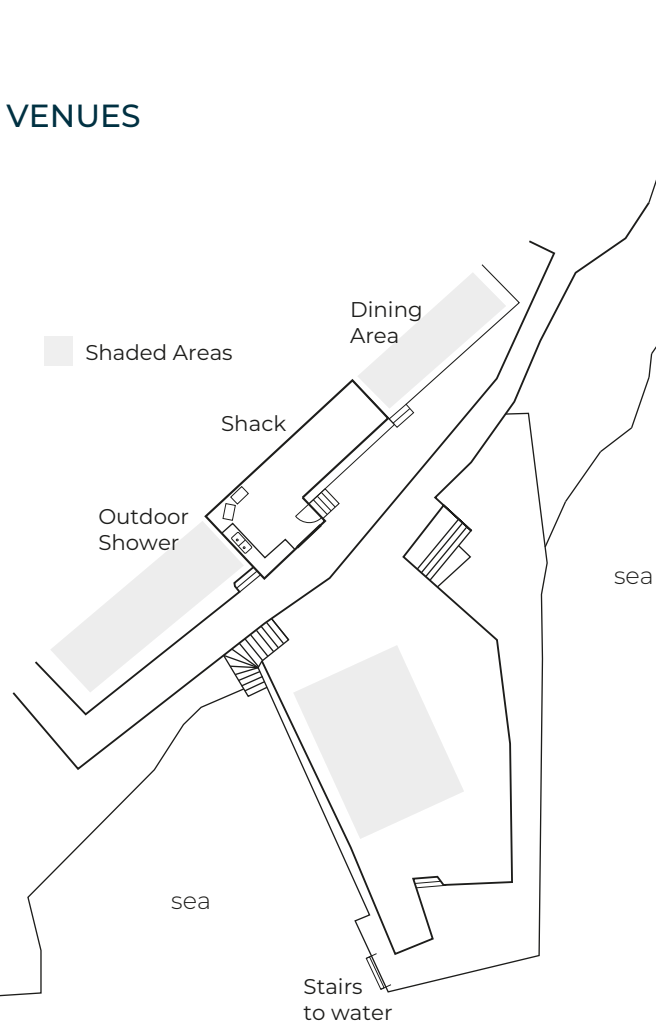 VENUES
Dining
Area
Shaded Areas
Shack
Outdoor
Shower
sea
sea
Stairs
to water